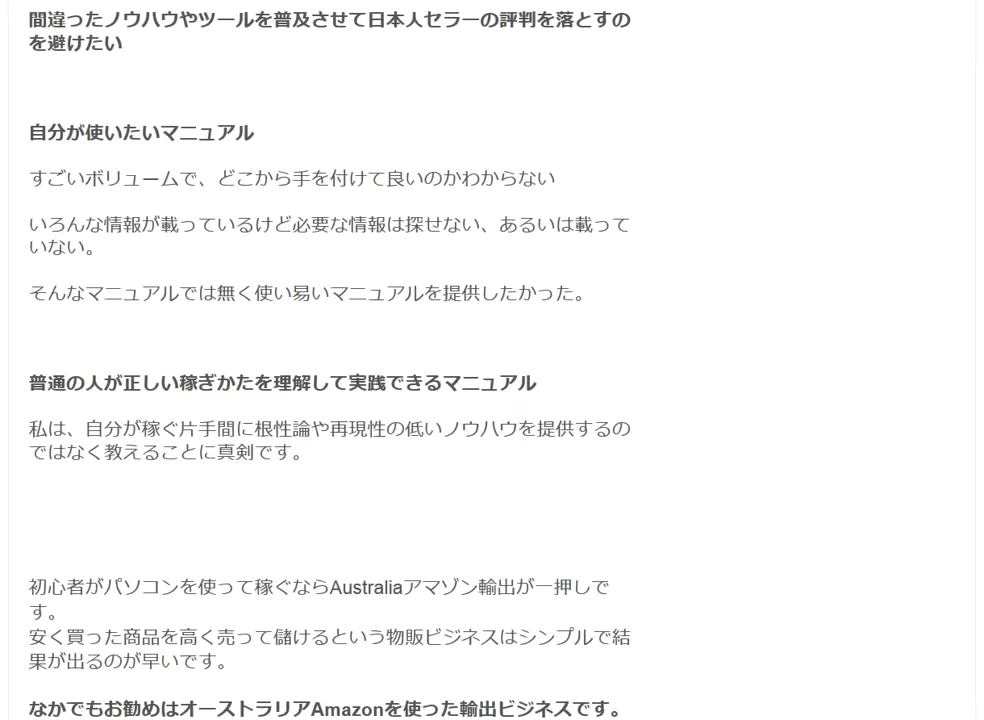 間違ったノウハウやツールを普及させて日本人セラーの評判を落とすの
を避けたい
自分が使いたいマニュアル
すごいボリュームで、どこから手を付けて良いのかわからない
いろんな情報が載っているけど必要な情報は探せない、あるいは載って
いない。
そんなマニュアルでは無く使い易いマニュアルを提供したかった。
普通の人が正しい稼ぎかたを理解して実践できるマニュアル
私は、自分が稼ぐ片手間に根性論や再現性の低いノウハウを提供するの
ではなく教えることに真剣です。
初心者がパソコンを使って稼ぐならAustraliaアマゾン輸出が一押しで
す。
安く買った商品を高く売って儲けるという物販ビジネスはシンプルで結
果が出るのが早いです。
なかでもお勧めはオーストラリアAmazonを使った輸出ビジネスです。